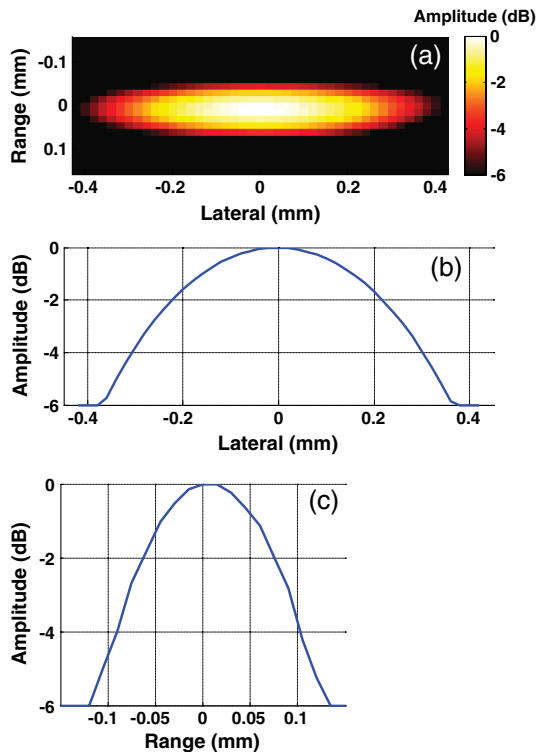 Amplitude (dB)
(a)
-0.1
0
0.1
Range (mm)
-0.4 -0.2 0 0.2 0.4
Lateral (mm)
0
-2
-4
-6
(b)
0
-2
-4
-6
Amplitude (dB)
-0.4 -0.2 0 0.2 0.4
Lateral (mm)
(c)
0
-2
-4
-6
Amplitude (dB)
-0.1 -0.05 0 0.05 0.1
Range (mm)